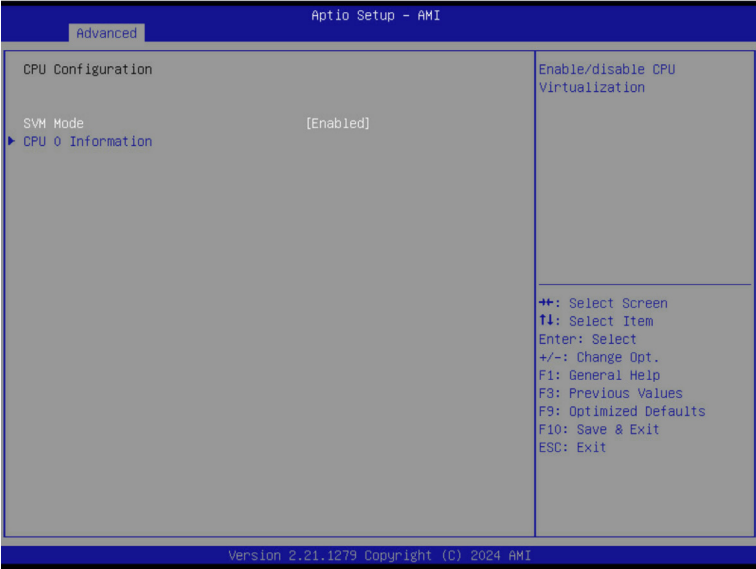 Aptio Setup – AMI
Advanced
CPU Configuration
SVM Mode [Enabled]
CPU 0 Information
Enable/disable CPU
Virtualization
→←: Select Screen
↑↓: Select Item
Enter: Select
+/-: Change Opt.
F1: General Help
F3: Previous Values
F9: Optimized Defaults
F10: Save & Exit
ESC: Exit
Version 2.21.1279 Copyright (C) 2024 AMI